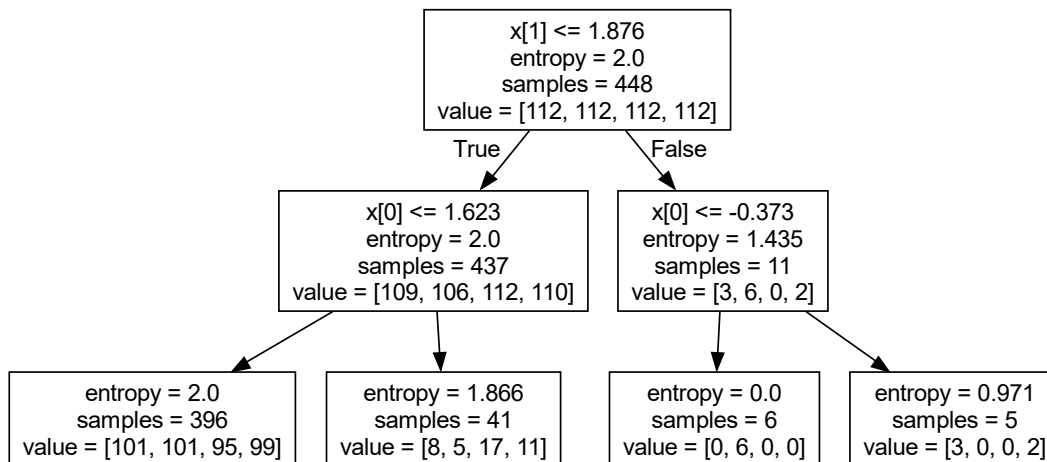 x[1] <= 1.876
entropy = 2.0
samples = 448
value = [112, 112, 112, 112]
True
False
x[0] <= 1.623
entropy = 2.0
samples = 437
value = [109, 106, 112, 110]
x[0] <= -0.373
entropy = 1.435
samples = 11
value = [3, 6, 0, 2]
entropy = 2.0
samples = 396
value = [101, 101, 95, 99]
entropy = 1.866
samples = 41
value = [8, 5, 17, 11]
entropy = 0.0
samples = 6
value = [0, 6, 0, 0]
entropy = 0.971
samples = 5
value = [3, 0, 0, 2]